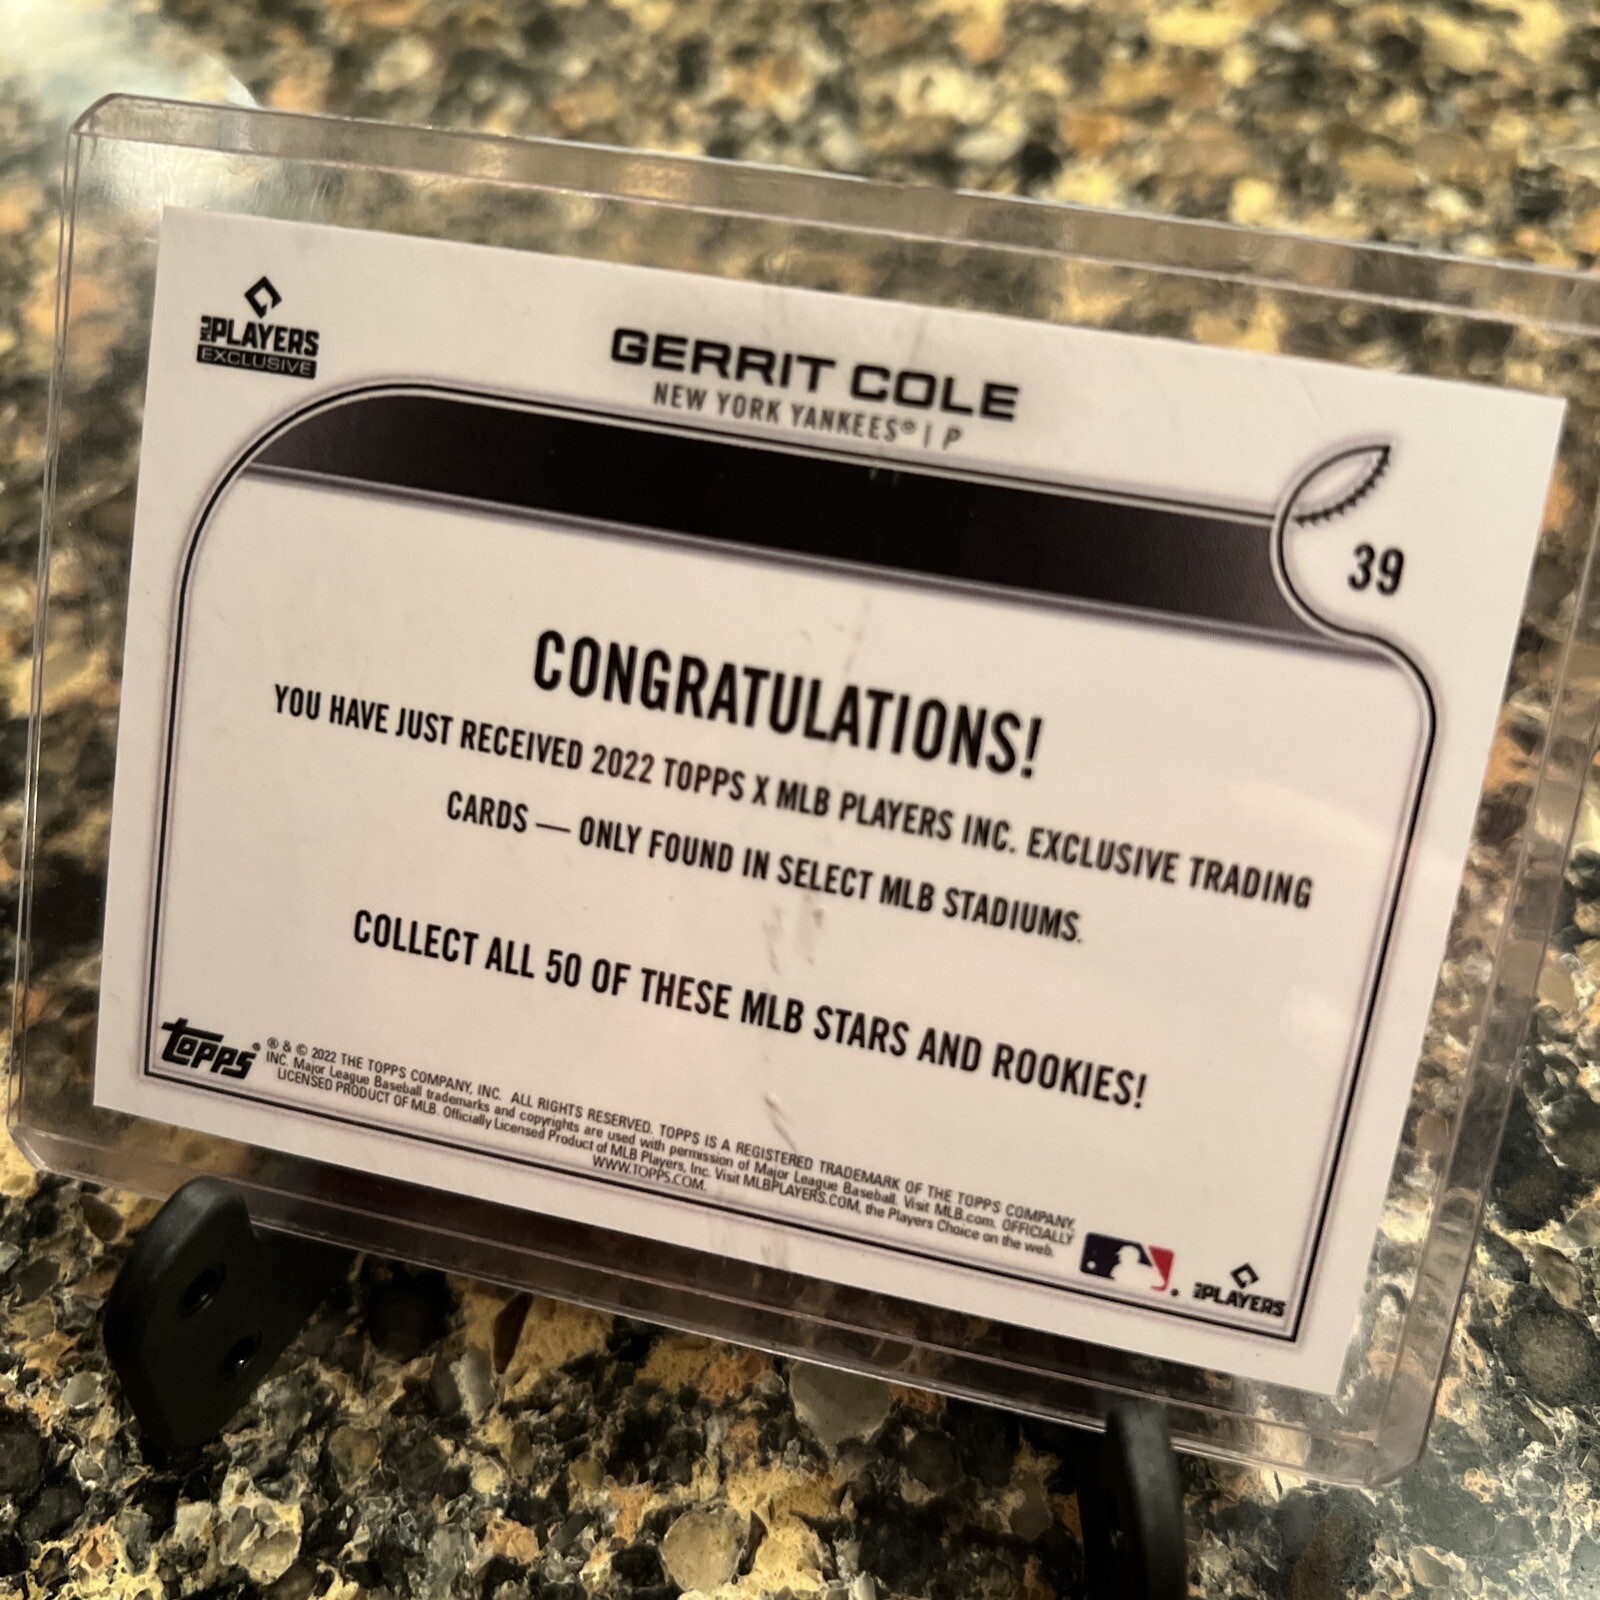 MLB PLAYERS
EXCLUSIVE
GERRIT COLE
NEW YORK YANKEES® | P
39
CONGRATULATIONS!
YOU HAVE JUST RECEIVED 2022 TOPPS X MLB PLAYERS INC. EXCLUSIVE TRADING
CARDS — ONLY FOUND IN SELECT MLB STADIUMS.
COLLECT ALL 50 OF THESE MLB STARS AND ROOKIES!
topps®
® & © 2022 THE TOPPS COMPANY, INC. ALL RIGHTS RESERVED. TOPPS IS A REGISTERED TRADEMARK OF THE TOPPS COMPANY,
INC. Major League Baseball trademarks and copyrights are used with permission of Major League Baseball. Visit MLB.com. OFFICIALLY
LICENSED PRODUCT OF MLB. Officially Licensed Product of MLB Players, Inc. Visit MLBPLAYERS.COM, the Players Choice on the web.
WWW.TOPPS.COM.
MLB PLAYERS